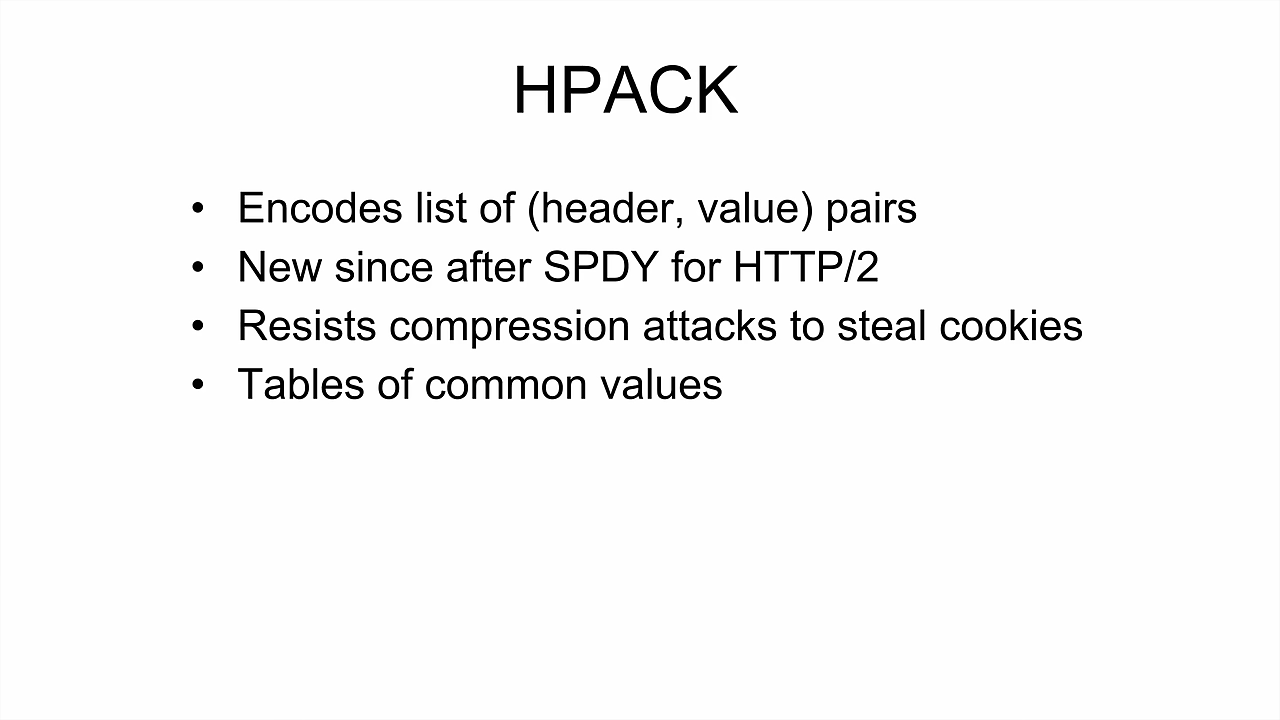 HPACK
• Encodes list of (header, value) pairs
• New since after SPDY for HTTP/2
• Resists compression attacks to steal cookies
• Tables of common values